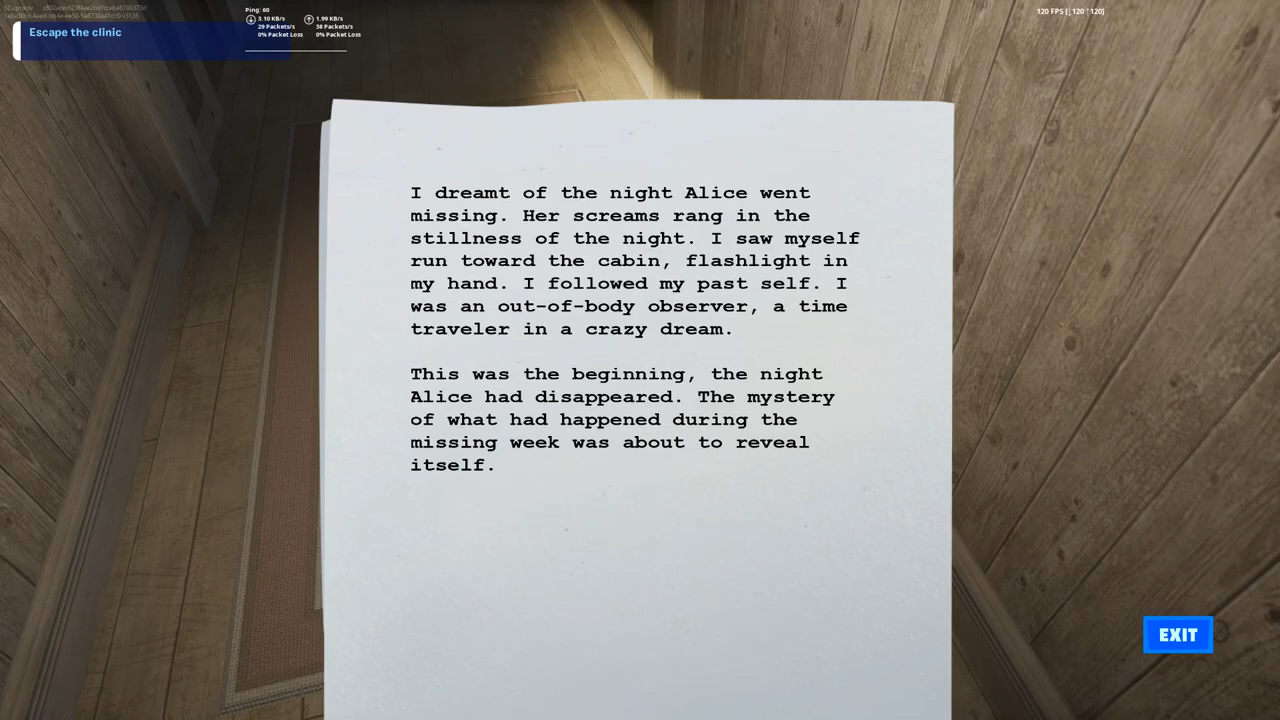 Ping: 60
3.10 KB/s 1.99 KB/s
29 Packets/s 38 Packets/s
0% Packet Loss 0% Packet Loss
120 FPS [↓120 ↑120]
Escape the clinic
I dreamt of the night Alice went
missing. Her screams rang in the
stillness of the night. I saw myself
run toward the cabin, flashlight in
my hand. I followed my past self. I
was an out-of-body observer, a time
traveler in a crazy dream.
This was the beginning, the night
Alice had disappeared. The mystery
of what had happened during the
missing week was about to reveal
itself.
EXIT